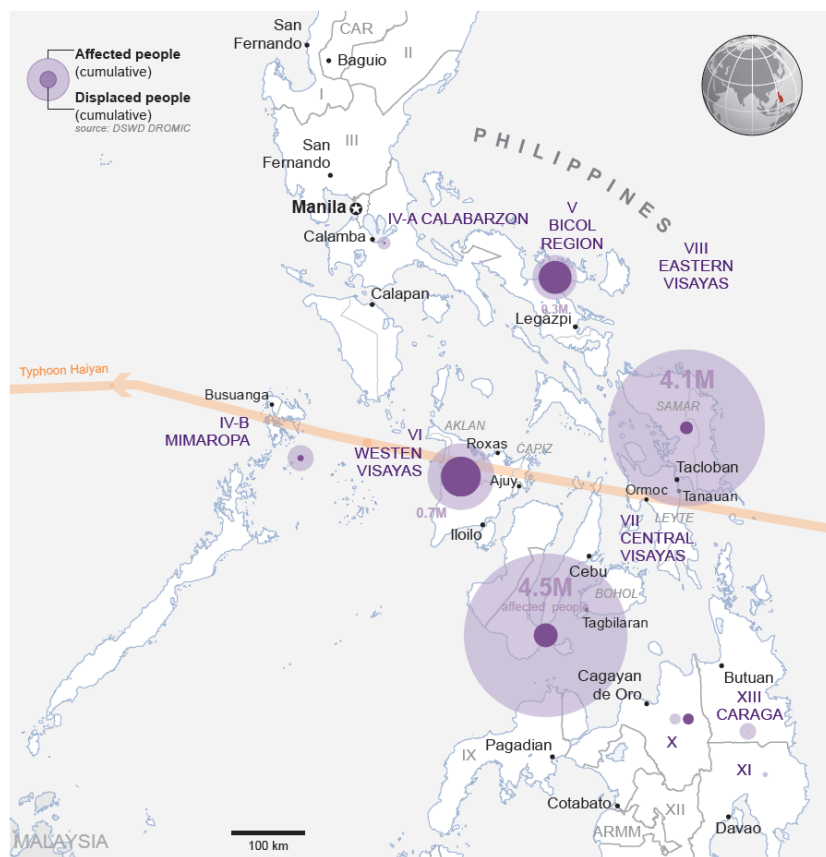 Affected people
(cumulative)
Displaced people
(cumulative)
source: DSWD DROMIC
San
Fernando
CAR
II
Baguio
I
III
San
Fernando
PHILIPPINES
Manila
IV-A CALABARZON
Calamba
V
BICOL
REGION
VIII
EASTERN
VISAYAS
Calapan
0.3M
Legazpi
Typhoon Haiyan
Busuanga
IV-B
MIMAROPA
4.1M
SAMAR
AKLAN
VI
WESTEN
VISAYAS
Roxas
CAPIZ
Ajuy
Tacloban
Ormoc
Tanauan
0.7M
LEYTE
Iloilo
VII
CENTRAL
VISAYAS
Cebu
4.5M
affected people
BOHOL
Tagbilaran
Cagayan
de Oro
Butuan
XIII
CARAGA
X
Pagadian
IX
XI
Cotabato
XII
ARMM
Davao
MALAYSIA
100 km